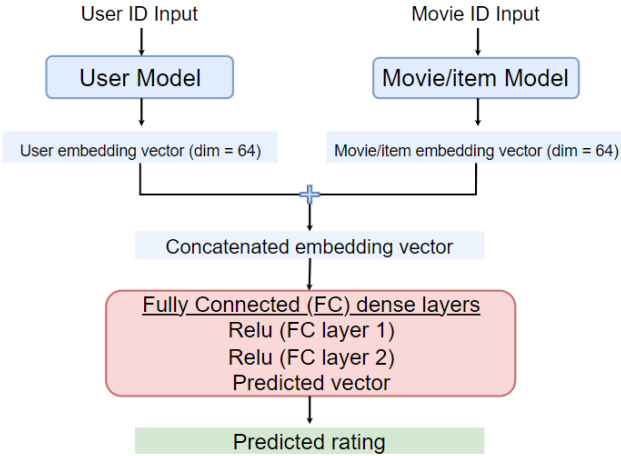 User ID Input
Movie ID Input
User Model
Movie/item Model
User embedding vector (dim = 64)
Movie/item embedding vector (dim = 64)
Concatenated embedding vector
Fully Connected (FC) dense layers
Relu (FC layer 1)
Relu (FC layer 2)
Predicted vector
Predicted rating